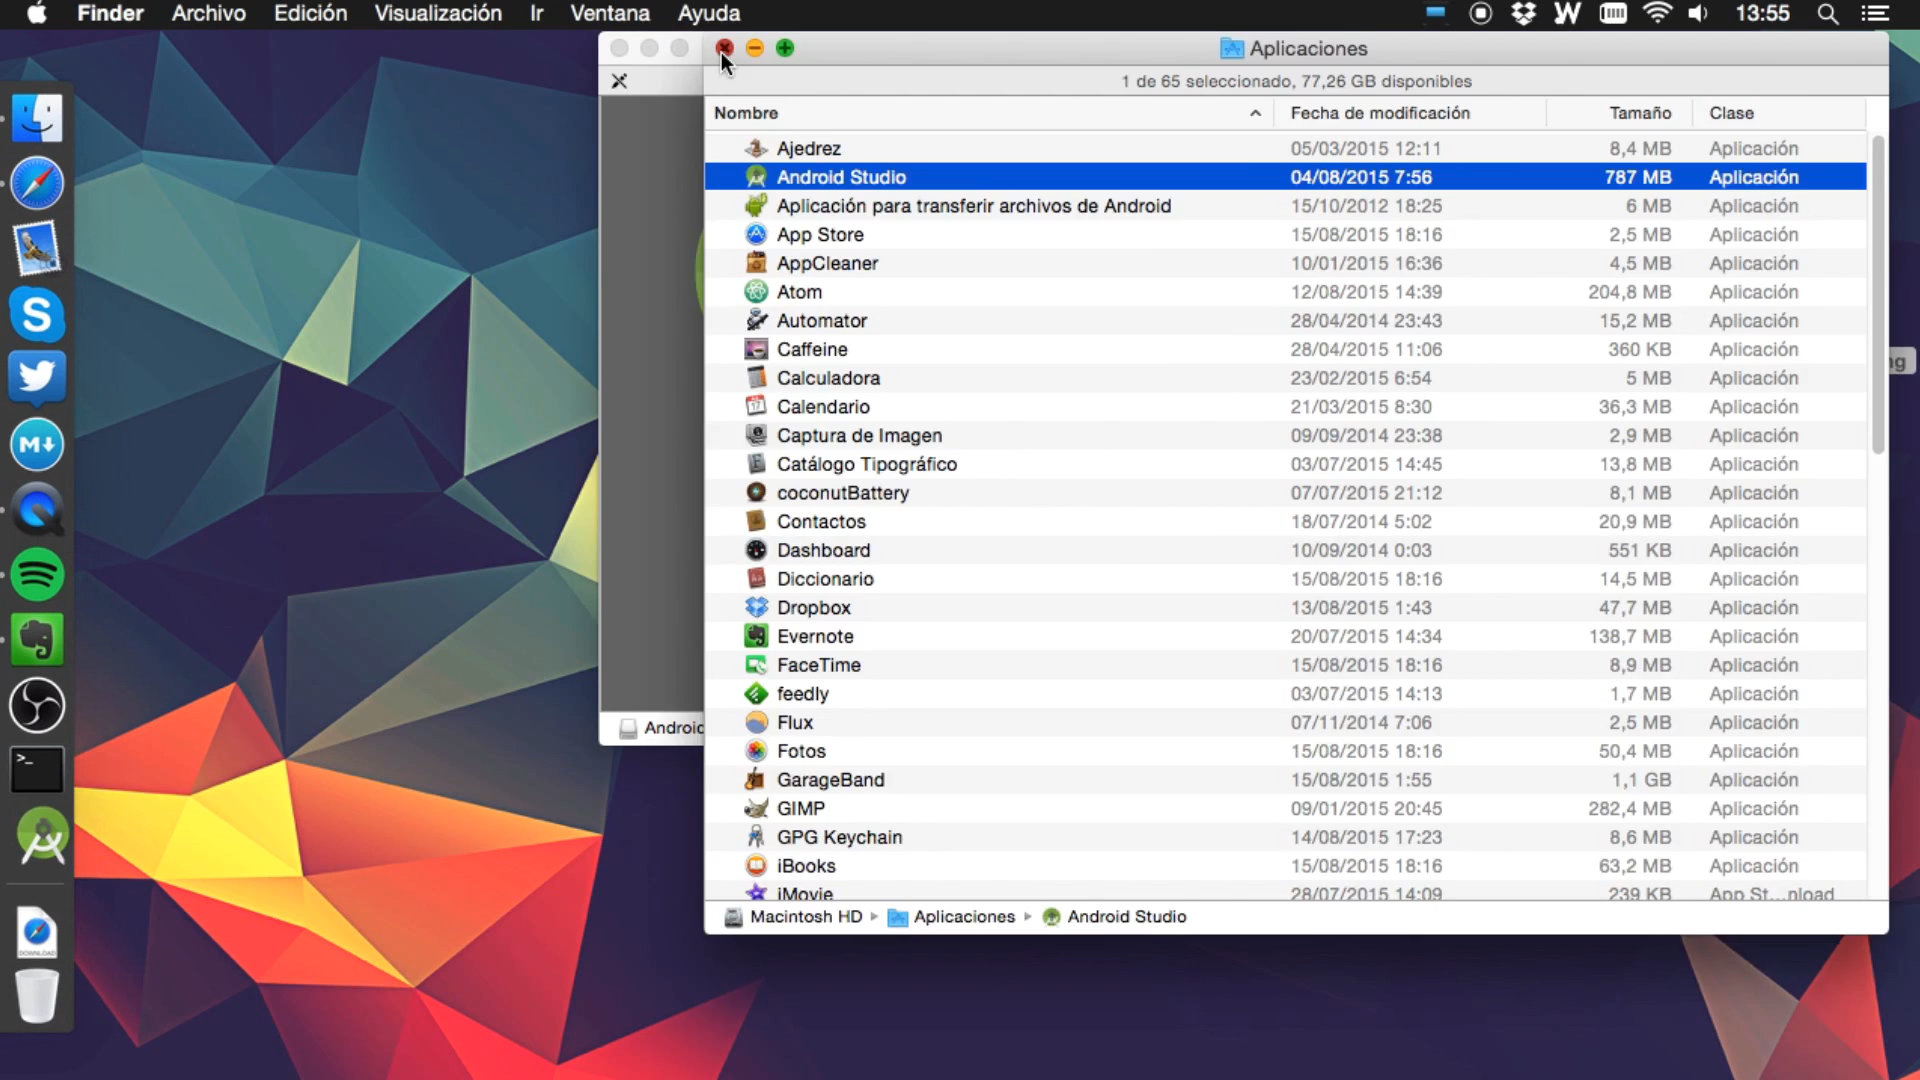 Finder Archivo Edición Visualización Ir Ventana Ayuda 13:55
Aplicaciones
1 de 65 seleccionado, 77,26 GB disponibles
Nombre Fecha de modificación Tamaño Clase
Ajedrez 05/03/2015 12:11 8,4 MB Aplicación
Android Studio 04/08/2015 7:56 787 MB Aplicación
Aplicación para transferir archivos de Android 15/10/2012 18:25 6 MB Aplicación
App Store 15/08/2015 18:16 2,5 MB Aplicación
AppCleaner 10/01/2015 16:36 4,5 MB Aplicación
Atom 12/08/2015 14:39 204,8 MB Aplicación
Automator 28/04/2014 23:43 15,2 MB Aplicación
Caffeine 28/04/2015 11:06 360 KB Aplicación
ng
Calculadora 23/02/2015 6:54 5 MB Aplicación
Calendario 21/03/2015 8:30 36,3 MB Aplicación
Captura de Imagen 09/09/2014 23:38 2,9 MB Aplicación
Catálogo Tipográfico 03/07/2015 14:45 13,8 MB Aplicación
coconutBattery 07/07/2015 21:12 8,1 MB Aplicación
Contactos 18/07/2014 5:02 20,9 MB Aplicación
Dashboard 10/09/2014 0:03 551 KB Aplicación
Diccionario 15/08/2015 18:16 14,5 MB Aplicación
Dropbox 13/08/2015 1:43 47,7 MB Aplicación
Evernote 20/07/2015 14:34 138,7 MB Aplicación
FaceTime 15/08/2015 18:16 8,9 MB Aplicación
feedly 03/07/2015 14:13 1,7 MB Aplicación
Flux 07/11/2014 7:06 2,5 MB Aplicación
Android
Fotos 15/08/2015 18:16 50,4 MB Aplicación
GarageBand 15/08/2015 1:55 1,1 GB Aplicación
GIMP 09/01/2015 20:45 282,4 MB Aplicación
GPG Keychain 14/08/2015 17:23 8,6 MB Aplicación
iBooks 15/08/2015 18:16 63,2 MB Aplicación
iMovie 28/07/2015 14:09 239 KB App St...nload
Macintosh HD Aplicaciones Android Studio